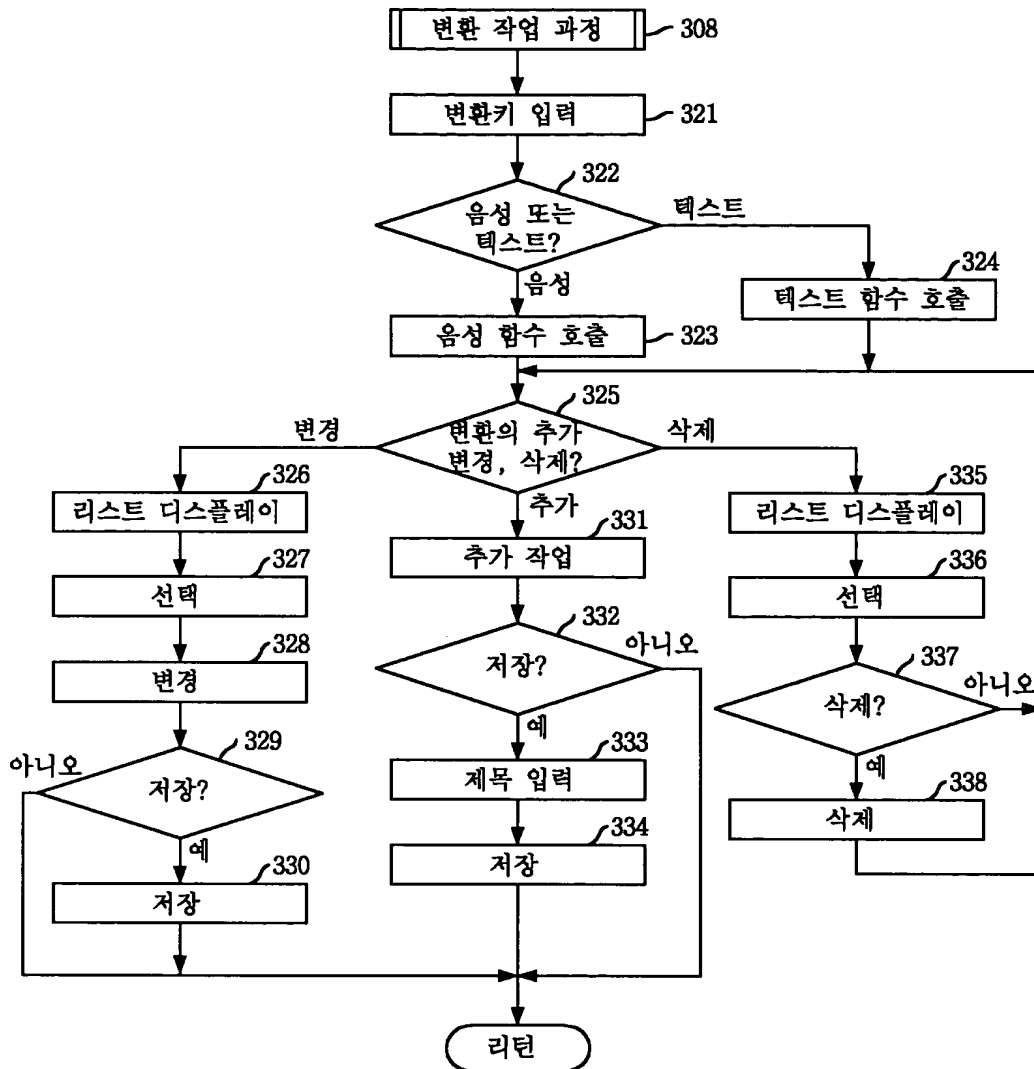 변환 작업 과정
308
변환키 입력
321
322
음성 또는
텍스트?
텍스트
음성
324
텍스트 함수 호출
음성 함수 호출
323
325
변환의 추가
변경, 삭제?
변경
삭제
추가
326
리스트 디스플레이
327
선택
328
변경
329
저장?
아니오
예
330
저장
331
추가 작업
332
저장?
아니오
예
333
제목 입력
334
저장
335
리스트 디스플레이
336
선택
337
삭제?
아니오
예
338
삭제
리턴